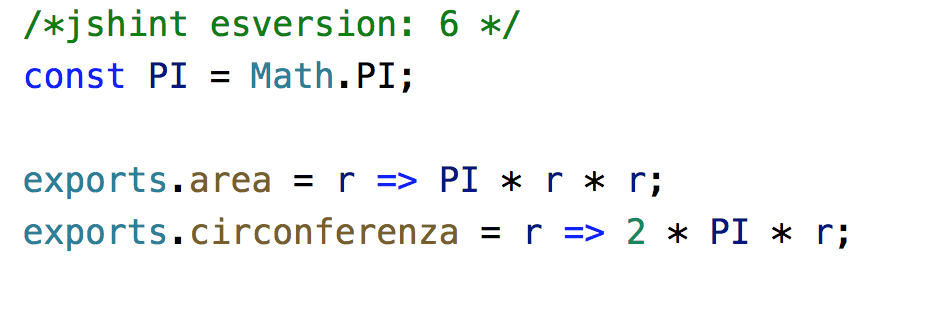 /*jshint esversion: 6 */
const PI = Math.PI;
exports.area = r => PI * r * r;
exports.circonferenza = r => 2 * PI * r;